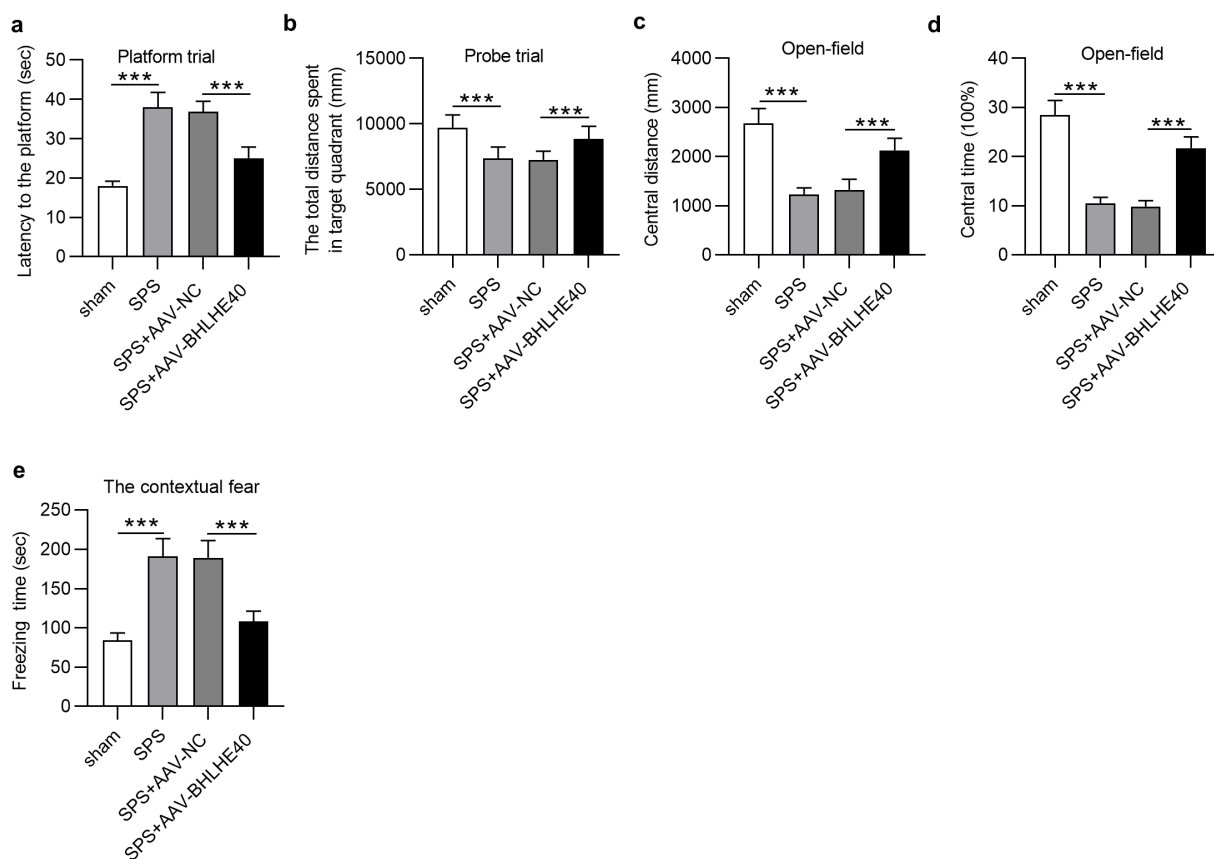 a
Platform trial
Latency to the platform (sec)
50
40
30
20
10
0
***
***
sham
SPS
SPS+AAV-NC
SPS+AAV-BHLHE40
b
Probe trial
The total distance spent
in target quadrant (mm)
15000
10000
5000
0
***
***
sham
SPS
SPS+AAV-NC
SPS+AAV-BHLHE40
c
Open-field
Central distance (mm)
4000
3000
2000
1000
0
***
***
sham
SPS
SPS+AAV-NC
SPS+AAV-BHLHE40
d
Open-field
Central time (100%)
40
30
20
10
0
***
***
sham
SPS
SPS+AAV-NC
SPS+AAV-BHLHE40
e
The contextual fear
Freezing time (sec)
250
200
150
100
50
0
***
***
sham
SPS
SPS+AAV-NC
SPS+AAV-BHLHE40